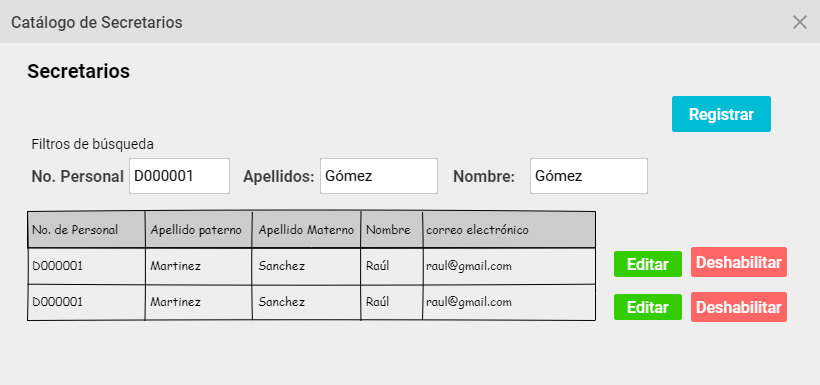 Catálogo de Secretarios
Secretarios
Registrar
Filtros de búsqueda
No. Personal D000001 Apellidos: Gómez Nombre: Gómez
No. de Personal Apellido paterno Apellido Materno Nombre correo electrónico
D000001 Martinez Sanchez Raúl raul@gmail.com Editar Deshabilitar
D000001 Martinez Sanchez Raúl raul@gmail.com Editar Deshabilitar